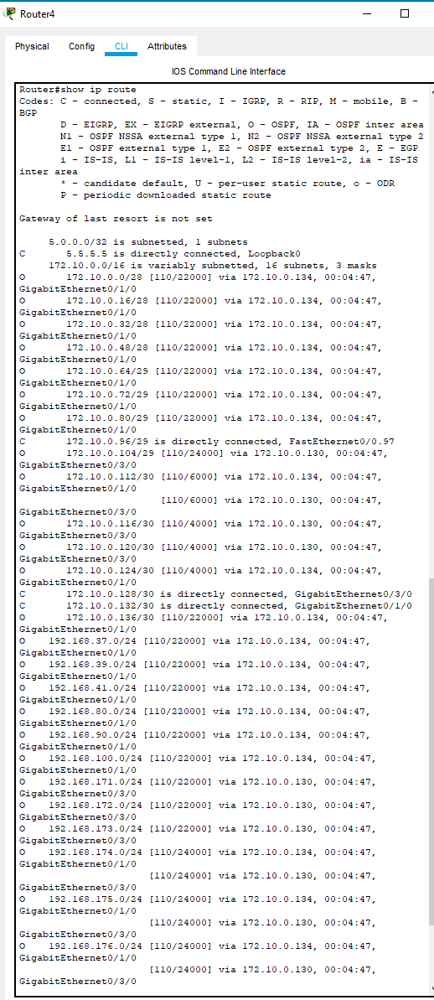 Router4
Physical Config CLI Attributes
IOS Command Line Interface
Router#show ip route
Codes: C - connected, S - static, I - IGRP, R - RIP, M - mobile, B -
BGP
D - EIGRP, EX - EIGRP external, O - OSPF, IA - OSPF inter area
N1 - OSPF NSSA external type 1, N2 - OSPF NSSA external type 2
E1 - OSPF external type 1, E2 - OSPF external type 2, E - EGP
i - IS-IS, L1 - IS-IS level-1, L2 - IS-IS level-2, ia - IS-IS
inter area
* - candidate default, U - per-user static route, o - ODR
P - periodic downloaded static route
Gateway of last resort is not set
5.0.0.0/32 is subnetted, 1 subnets
C 5.5.5.5 is directly connected, Loopback0
172.10.0.0/16 is variably subnetted, 16 subnets, 3 masks
O 172.10.0.0/28 [110/22000] via 172.10.0.134, 00:04:47,
GigabitEthernet0/1/0
O 172.10.0.16/28 [110/22000] via 172.10.0.134, 00:04:47,
GigabitEthernet0/1/0
O 172.10.0.32/28 [110/22000] via 172.10.0.134, 00:04:47,
GigabitEthernet0/1/0
O 172.10.0.48/28 [110/22000] via 172.10.0.134, 00:04:47,
GigabitEthernet0/1/0
O 172.10.0.64/29 [110/22000] via 172.10.0.134, 00:04:47,
GigabitEthernet0/1/0
O 172.10.0.72/29 [110/22000] via 172.10.0.134, 00:04:47,
GigabitEthernet0/1/0
O 172.10.0.80/29 [110/22000] via 172.10.0.134, 00:04:47,
GigabitEthernet0/1/0
C 172.10.0.96/29 is directly connected, FastEthernet0/0.97
O 172.10.0.104/29 [110/24000] via 172.10.0.130, 00:04:47,
GigabitEthernet0/3/0
O 172.10.0.112/30 [110/6000] via 172.10.0.134, 00:04:47,
GigabitEthernet0/1/0
[110/6000] via 172.10.0.130, 00:04:47,
GigabitEthernet0/3/0
O 172.10.0.116/30 [110/4000] via 172.10.0.130, 00:04:47,
GigabitEthernet0/3/0
O 172.10.0.120/30 [110/4000] via 172.10.0.130, 00:04:47,
GigabitEthernet0/3/0
O 172.10.0.124/30 [110/4000] via 172.10.0.134, 00:04:47,
GigabitEthernet0/1/0
C 172.10.0.128/30 is directly connected, GigabitEthernet0/3/0
C 172.10.0.132/30 is directly connected, GigabitEthernet0/1/0
O 172.10.0.136/30 [110/22000] via 172.10.0.134, 00:04:47,
GigabitEthernet0/1/0
O 192.168.37.0/24 [110/22000] via 172.10.0.134, 00:04:47,
GigabitEthernet0/1/0
O 192.168.39.0/24 [110/22000] via 172.10.0.134, 00:04:47,
GigabitEthernet0/1/0
O 192.168.41.0/24 [110/22000] via 172.10.0.134, 00:04:47,
GigabitEthernet0/1/0
O 192.168.80.0/24 [110/22000] via 172.10.0.134, 00:04:47,
GigabitEthernet0/1/0
O 192.168.90.0/24 [110/22000] via 172.10.0.134, 00:04:47,
GigabitEthernet0/1/0
O 192.168.100.0/24 [110/22000] via 172.10.0.134, 00:04:47,
GigabitEthernet0/1/0
O 192.168.171.0/24 [110/22000] via 172.10.0.130, 00:04:47,
GigabitEthernet0/3/0
O 192.168.172.0/24 [110/22000] via 172.10.0.130, 00:04:47,
GigabitEthernet0/3/0
O 192.168.173.0/24 [110/22000] via 172.10.0.130, 00:04:47,
GigabitEthernet0/3/0
O 192.168.174.0/24 [110/24000] via 172.10.0.134, 00:04:47,
GigabitEthernet0/1/0
[110/24000] via 172.10.0.130, 00:04:47,
GigabitEthernet0/3/0
O 192.168.175.0/24 [110/24000] via 172.10.0.134, 00:04:47,
GigabitEthernet0/1/0
[110/24000] via 172.10.0.130, 00:04:47,
GigabitEthernet0/3/0
O 192.168.176.0/24 [110/24000] via 172.10.0.134, 00:04:47,
GigabitEthernet0/1/0
[110/24000] via 172.10.0.130, 00:04:47,
GigabitEthernet0/3/0